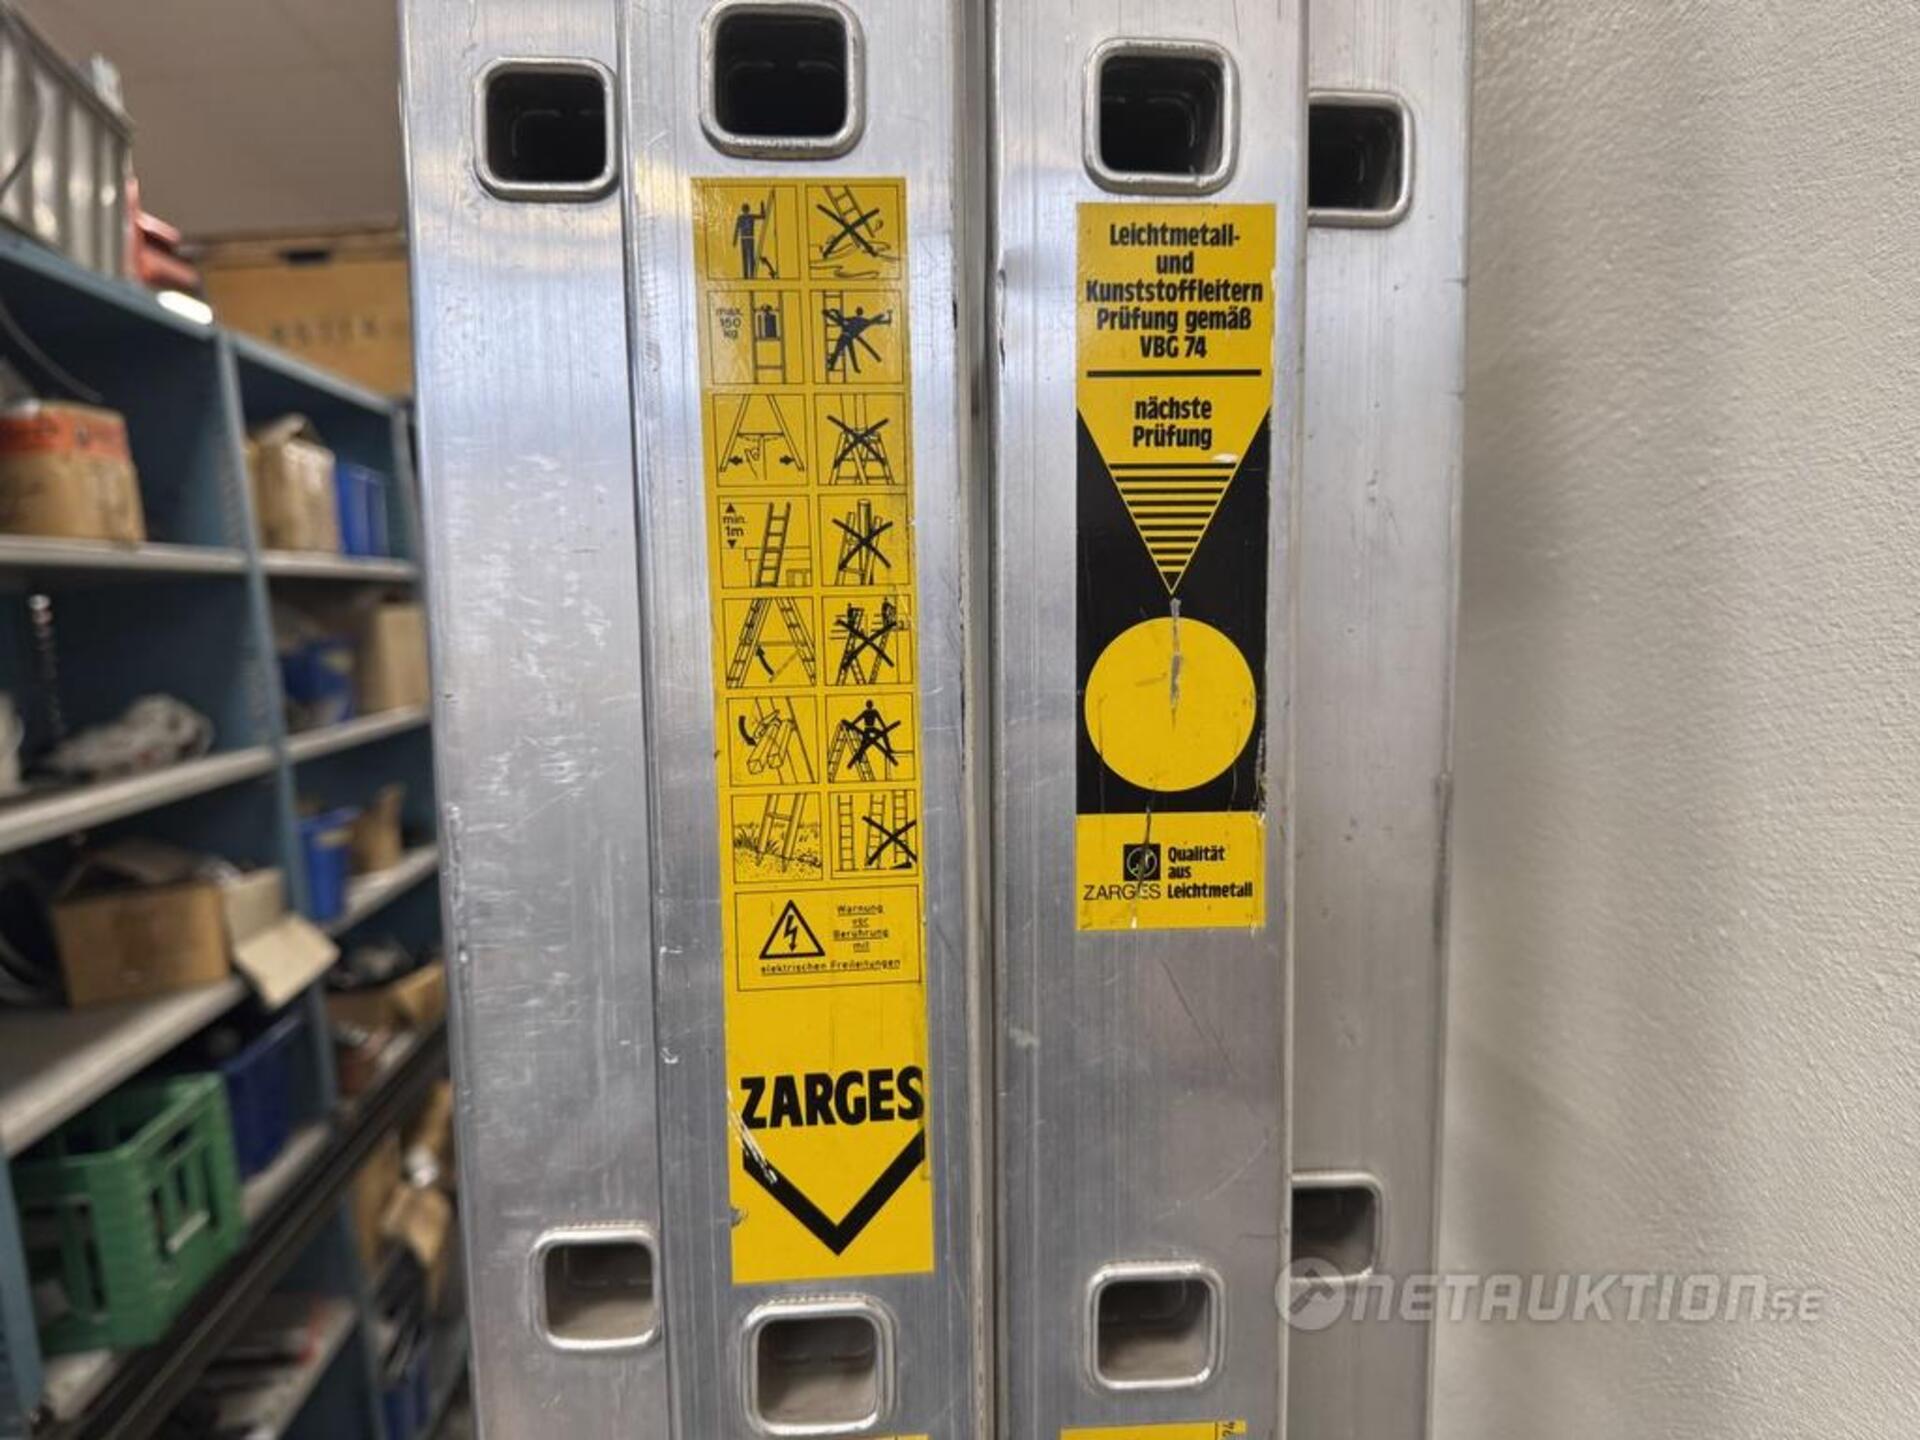 max.
150
kg
min.
1m
Warnung
vor
Berührung
mit
elektrischen Freileitungen
ZARGES
Leichtmetall-
und
Kunststoffleitern
Prüfung gemäß
VBG 74
nächste
Prüfung
ZARGES
Qualität
aus
Leichtmetall
NETAUKTION.SE